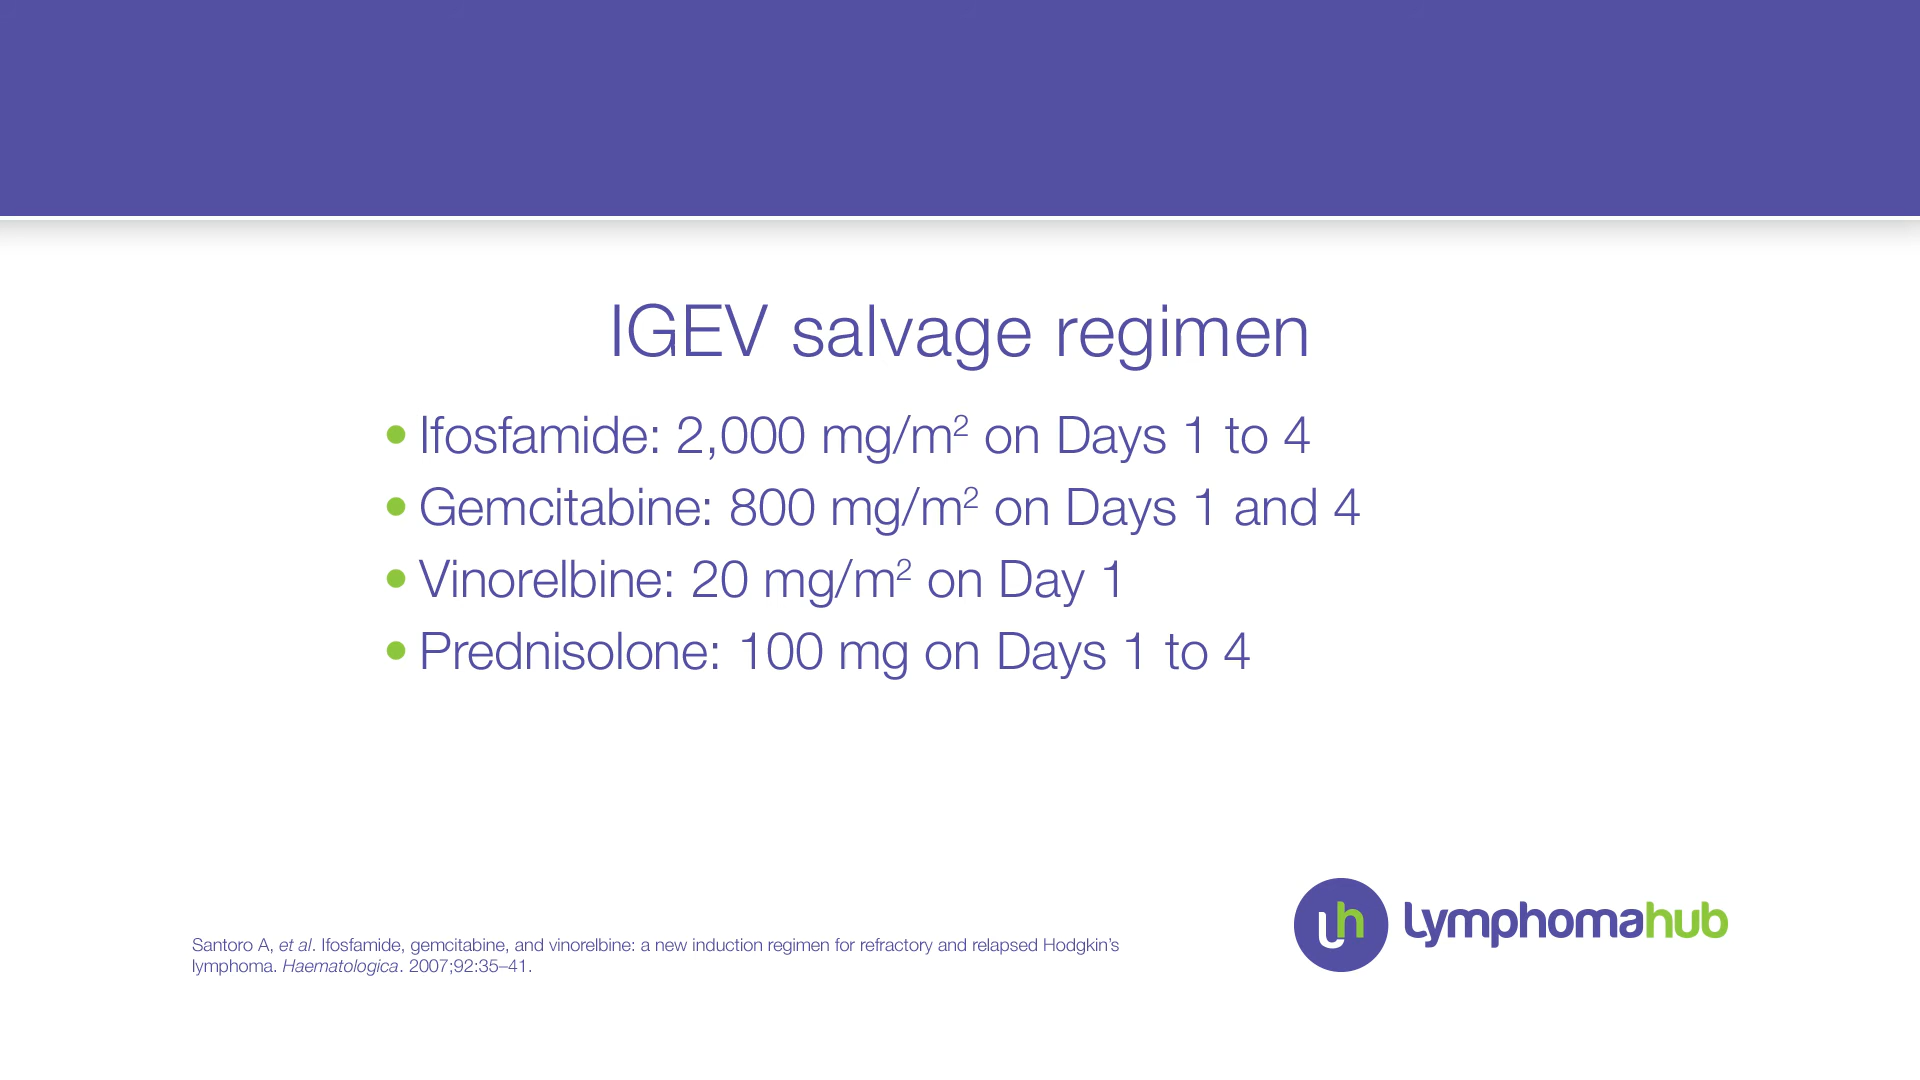 IGEV salvage regimen
• Ifosfamide: 2,000 mg/m² on Days 1 to 4
• Gemcitabine: 800 mg/m² on Days 1 and 4
• Vinorelbine: 20 mg/m² on Day 1
• Prednisolone: 100 mg on Days 1 to 4
Santoro A, et al. Ifosfamide, gemcitabine, and vinorelbine: a new induction regimen for refractory and relapsed Hodgkin’s
lymphoma. Haematologica. 2007;92:35–41.
lh lymphomahub